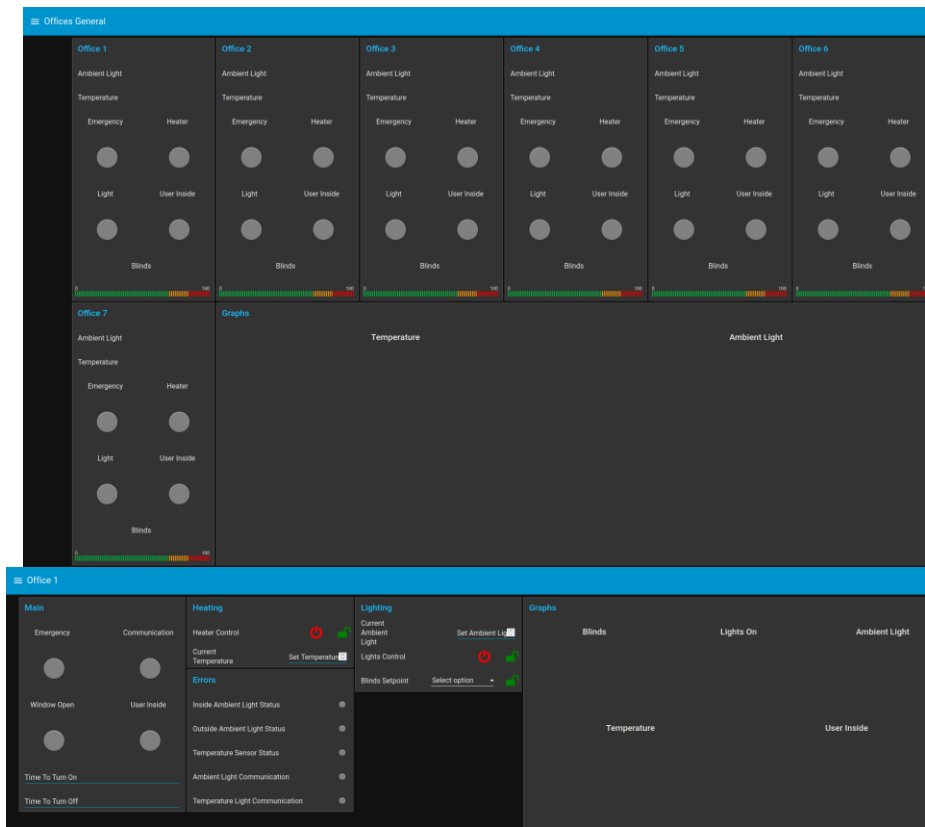 Offices General
Office 1 Office 2 Office 3 Office 4 Office 5 Office 6
Ambient Light Ambient Light Ambient Light Ambient Light Ambient Light Ambient Light
Temperature Temperature Temperature Temperature Temperature Temperature
Emergency Heater Emergency Heater Emergency Heater Emergency Heater Emergency Heater Emergency Heater
Light User Inside Light User Inside Light User Inside Light User Inside Light User Inside Light User Inside
Blinds Blinds Blinds Blinds Blinds Blinds
0 100 0 100 0 100 0 100 0 100 0
Office 7 Graphs
Ambient Light Temperature Ambient Light
Temperature
Emergency Heater
Light User Inside
Blinds
0 100
Office 1
Main
Emergency Communication
Window Open User Inside
Time To Turn On
Time To Turn Off
Heating
Heater Control
Current
Temperature Set Temperature
Errors
Inside Ambient Light Status
Outside Ambient Light Status
Temperature Sensor Status
Ambient Light Communication
Temperature Light Communication
Lighting
Current
Ambient Set Ambient Lig
Light
Lights Control
Blinds Setpoint Select option
Graphs
Blinds Lights On Ambient Light
Temperature User Inside